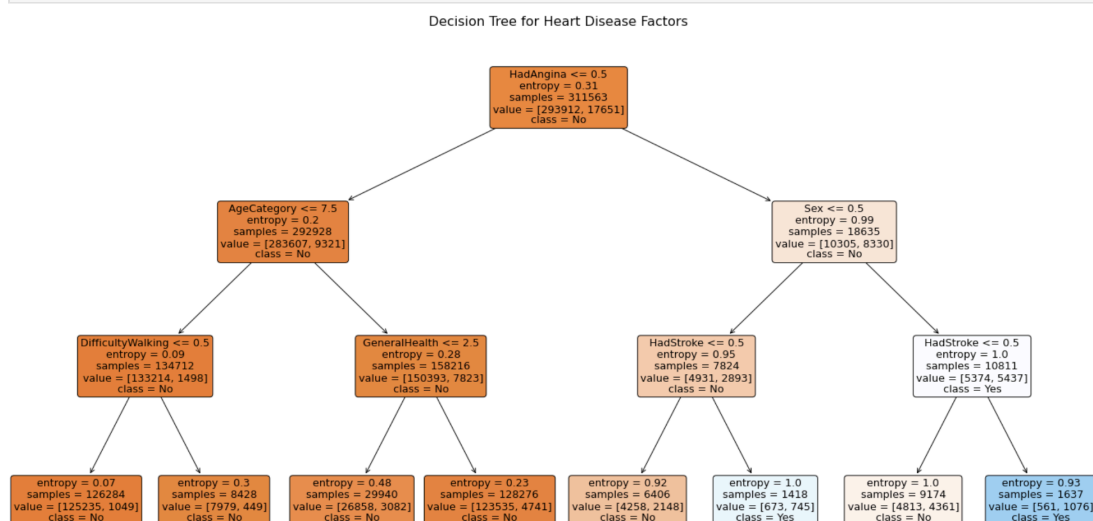 Decision Tree for Heart Disease Factors
HadAngina <= 0.5
entropy = 0.31
samples = 311563
value = [293912, 17651]
class = No
AgeCategory <= 7.5
entropy = 0.2
samples = 292928
value = [283607, 9321]
class = No
Sex <= 0.5
entropy = 0.99
samples = 18635
value = [10305, 8330]
class = No
DifficultyWalking <= 0.5
entropy = 0.09
samples = 134712
value = [133214, 1498]
class = No
GeneralHealth <= 2.5
entropy = 0.28
samples = 158216
value = [150393, 7823]
class = No
HadStroke <= 0.5
entropy = 0.95
samples = 7824
value = [4931, 2893]
class = No
HadStroke <= 0.5
entropy = 1.0
samples = 10811
value = [5374, 5437]
class = Yes
entropy = 0.07
samples = 126284
value = [125235, 1049]
class = No
entropy = 0.3
samples = 8428
value = [7979, 449]
class = No
entropy = 0.48
samples = 29940
value = [26858, 3082]
class = No
entropy = 0.23
samples = 128276
value = [123535, 4741]
class = No
entropy = 0.92
samples = 6406
value = [4258, 2148]
class = No
entropy = 1.0
samples = 1418
value = [673, 745]
class = Yes
entropy = 1.0
samples = 9174
value = [4813, 4361]
class = No
entropy = 0.93
samples = 1637
value = [561, 1076]
class = Yes